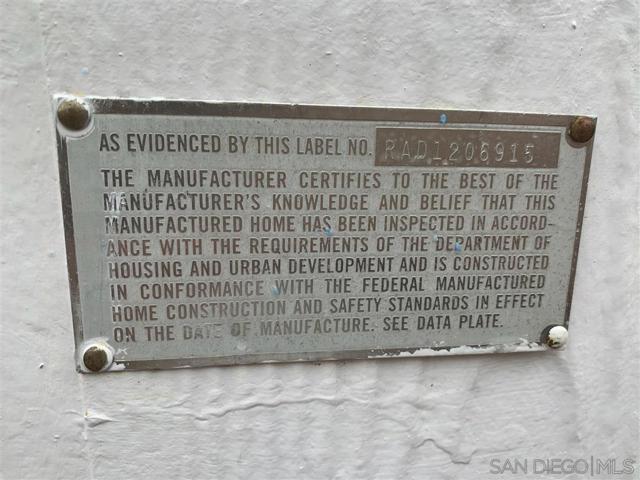 AS EVIDENCED BY THIS LABEL NO. RAD1206915
THE MANUFACTURER CERTIFIES TO THE BEST OF THE
MANUFACTURER'S KNOWLEDGE AND BELIEF THAT THIS
MANUFACTURED HOME HAS BEEN INSPECTED IN ACCORD-
ANCE WITH THE REQUIREMENTS OF THE DEPARTMENT OF
HOUSING AND URBAN DEVELOPMENT AND IS CONSTRUCTED
IN CONFORMANCE WITH THE FEDERAL MANUFACTURED
HOME CONSTRUCTION AND SAFETY STANDARDS IN EFFECT
ON THE DATE OF MANUFACTURE. SEE DATA PLATE.
SAN DIEGO|MLS